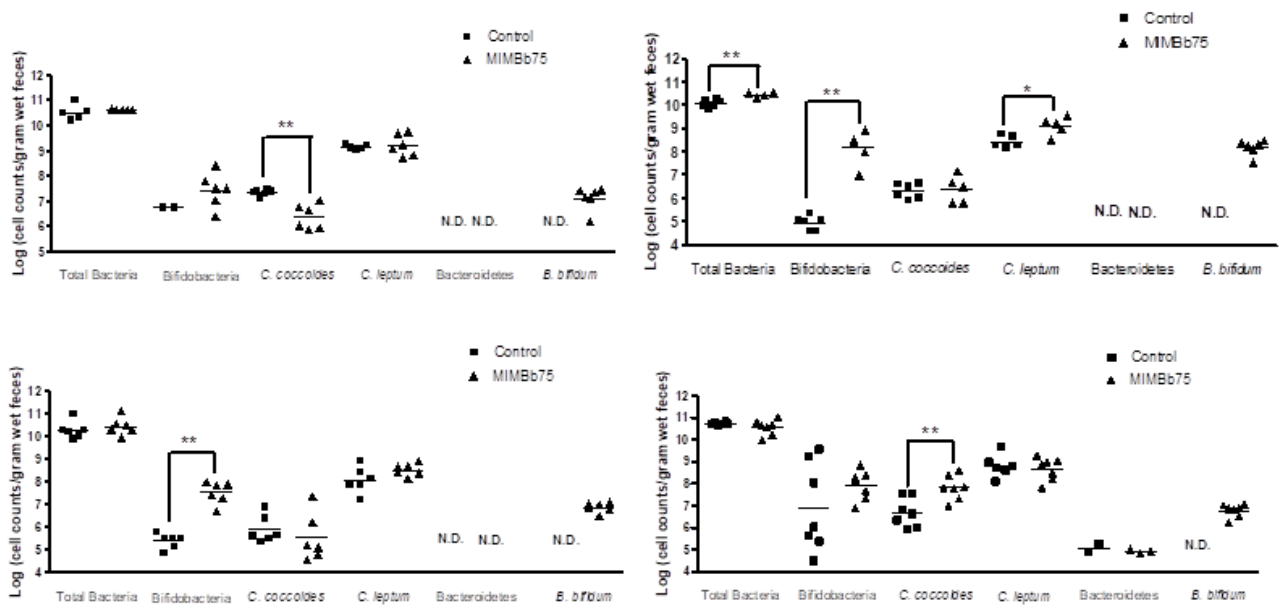 Control
MIMBb75
Log (cell counts/gram wet feces)
12
11
10
9
8
7
6
5
**
N.D. N.D. N.D.
Total Bacteria Bifidobacteria C. coccoides C. leptum Bacteroidetes B. bifidum
Control
MIMBb75
Log (cell counts/gram wet feces)
12
11
10
9
8
7
6
5
4
** ** *
N.D. N.D. N.D.
Total Bacteria Bifidobacteria C. coccoides C. leptum Bacteroidetes B. bifidum
Control
MIMBb75
Log (cell counts/gram wet feces)
12
11
10
9
8
7
6
5
4
**
N.D. N.D. N.D.
Total Bacteria Bifidobacteria C. coccoides C. leptum Bacteroidetes B. bifidum
Control
MIMBb75
Log (cell counts/gram wet feces)
12
11
10
9
8
7
6
5
4
**
N.D.
Total Bacteria Bifidobacteria C. coccoides C. leptum Bacteroidetes B. bifidum